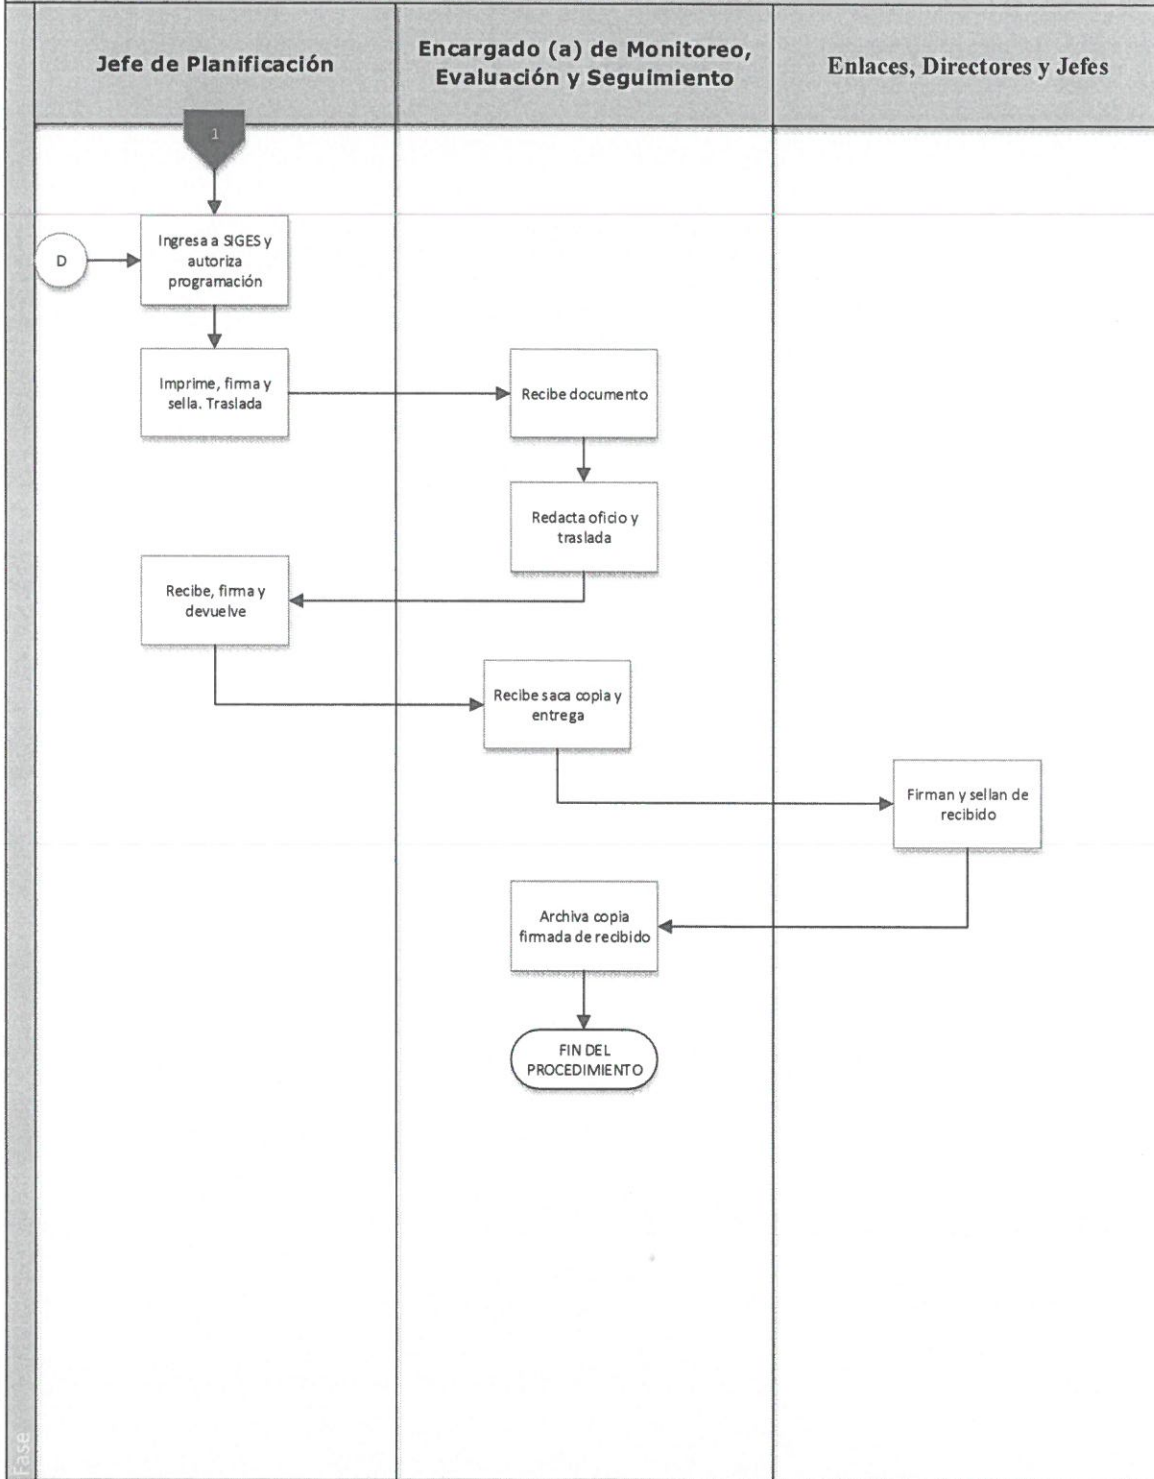 Jefe de Planificación
Encargado (a) de Monitoreo,
Evaluación y Seguimiento
Enlaces, Directores y Jefes
1
D
Ingresa a SIGES y
autoriza
programación
Imprime, firma y
sella. Traslada
Recibe documento
Redacta oficio y
traslada
Recibe, firma y
devuelve
Recibe saca copia y
entrega
Firman y sellan de
recibido
Archiva copia
firmada de recibido
FIN DEL
PROCEDIMIENTO
Fase